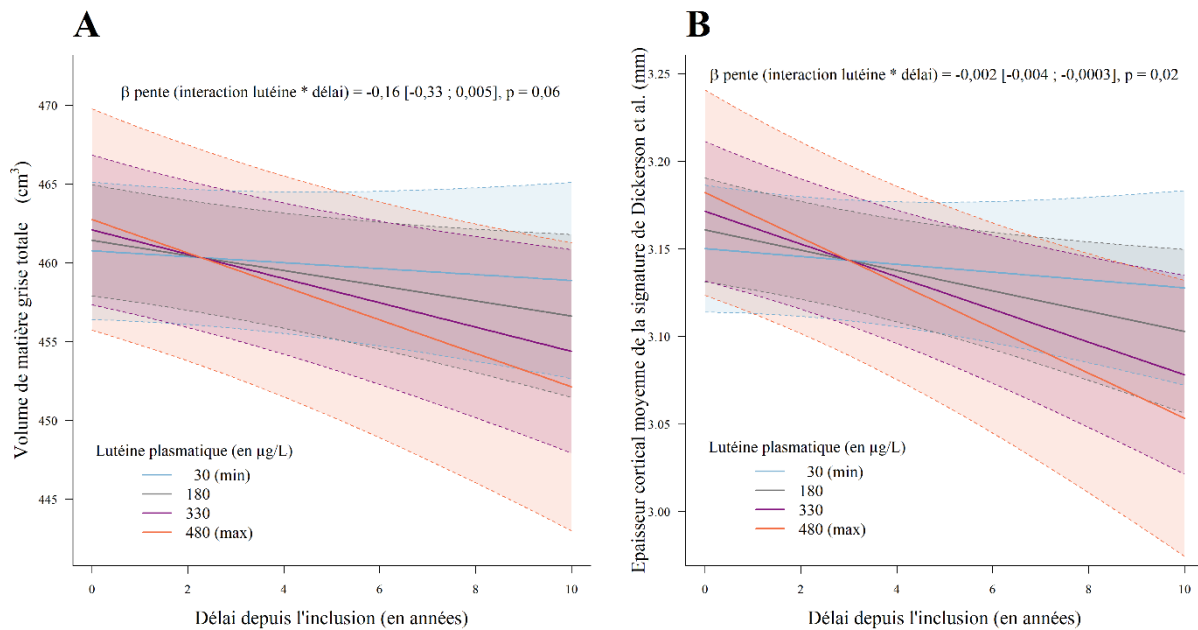 A
β pente (interaction lutéine * délai) = -0,16 [-0,33 ; 0,005], p = 0,06
Volume de matière grise totale (cm³)
470
465
460
455
450
445
Lutéine plasmatique (en µg/L)
30 (min)
180
330
480 (max)
0 2 4 6 8 10
Délai depuis l'inclusion (en années)
B
β pente (interaction lutéine * délai) = -0,002 [-0,004 ; -0,0003], p = 0,02
Epaisseur cortical moyenne de la signature de Dickerson et al. (mm)
3.25
3.20
3.15
3.10
3.05
3.00
Lutéine plasmatique (en µg/L)
30 (min)
180
330
480 (max)
0 2 4 6 8 10
Délai depuis l'inclusion (en années)